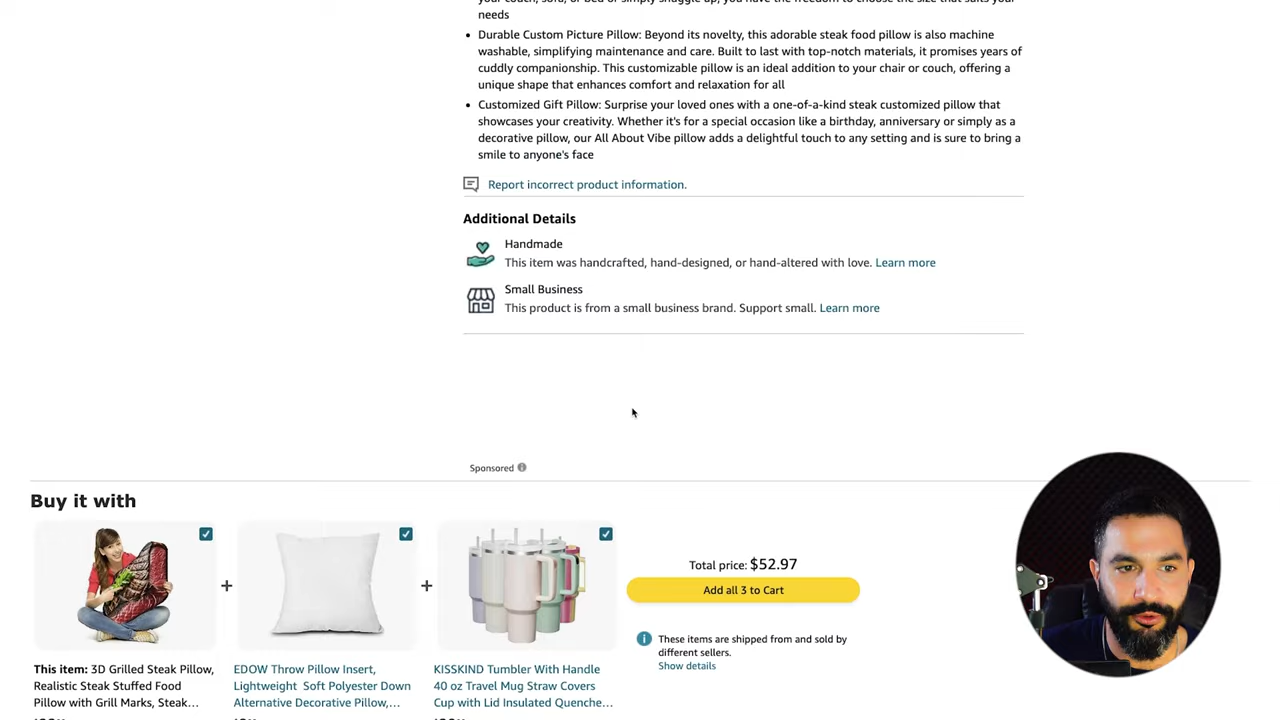 your couch, sofa, or bed or simply snuggle up, you have the freedom to choose the size that suits your
needs
• Durable Custom Picture Pillow: Beyond its novelty, this adorable steak food pillow is also machine
washable, simplifying maintenance and care. Built to last with top-notch materials, it promises years of
cuddly companionship. This customizable pillow is an ideal addition to your chair or couch, offering a
unique shape that enhances comfort and relaxation for all
• Customized Gift Pillow: Surprise your loved ones with a one-of-a-kind steak customized pillow that
showcases your creativity. Whether it's for a special occasion like a birthday, anniversary or simply as a
decorative pillow, our All About Vibe pillow adds a delightful touch to any setting and is sure to bring a
smile to anyone's face
Report incorrect product information.
Additional Details
Handmade
This item was handcrafted, hand-designed, or hand-altered with love. Learn more
Small Business
This product is from a small business brand. Support small. Learn more
Sponsored
Buy it with
+
+
Total price: $52.97
Add all 3 to Cart
These items are shipped from and sold by
different sellers.
Show details
This item: 3D Grilled Steak Pillow,
Realistic Steak Stuffed Food
Pillow with Grill Marks, Steak…
EDOW Throw Pillow Insert,
Lightweight Soft Polyester Down
Alternative Decorative Pillow,…
KISSKIND Tumbler With Handle
40 oz Travel Mug Straw Covers
Cup with Lid Insulated Quenche…